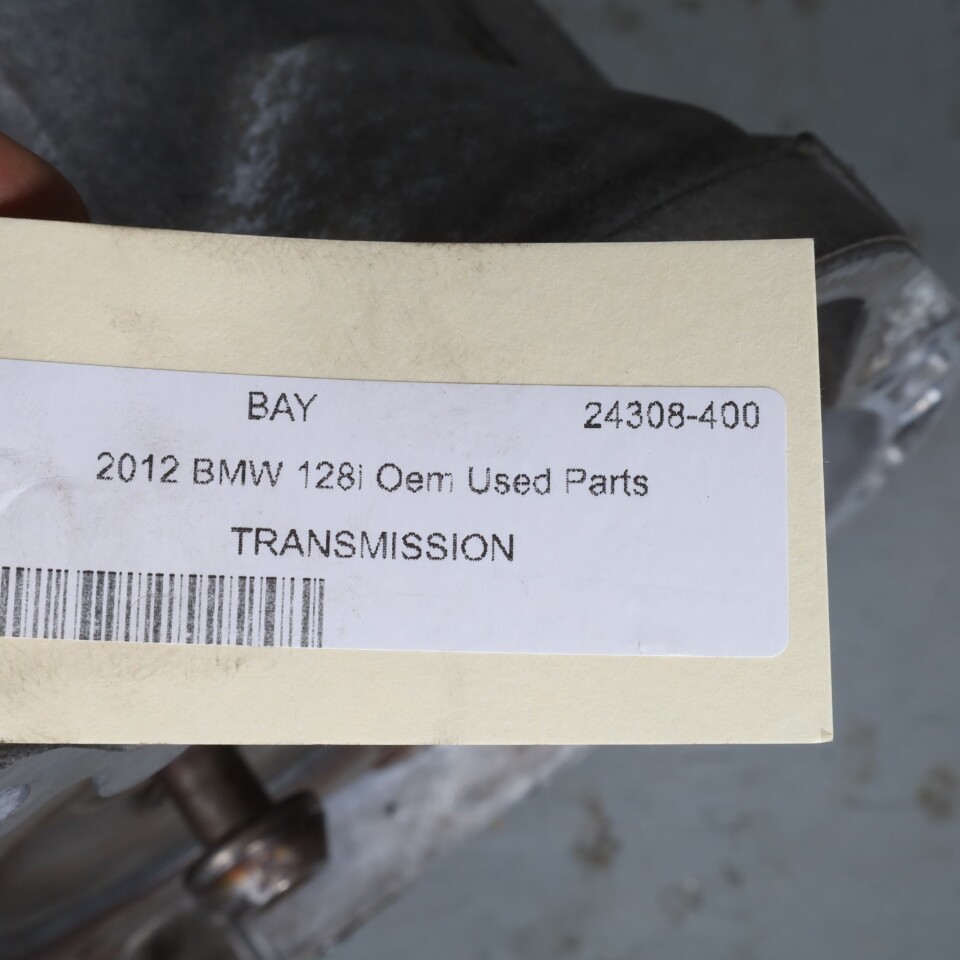 BAY 24308-400
2012 BMW 128i Oem Used Parts
TRANSMISSION